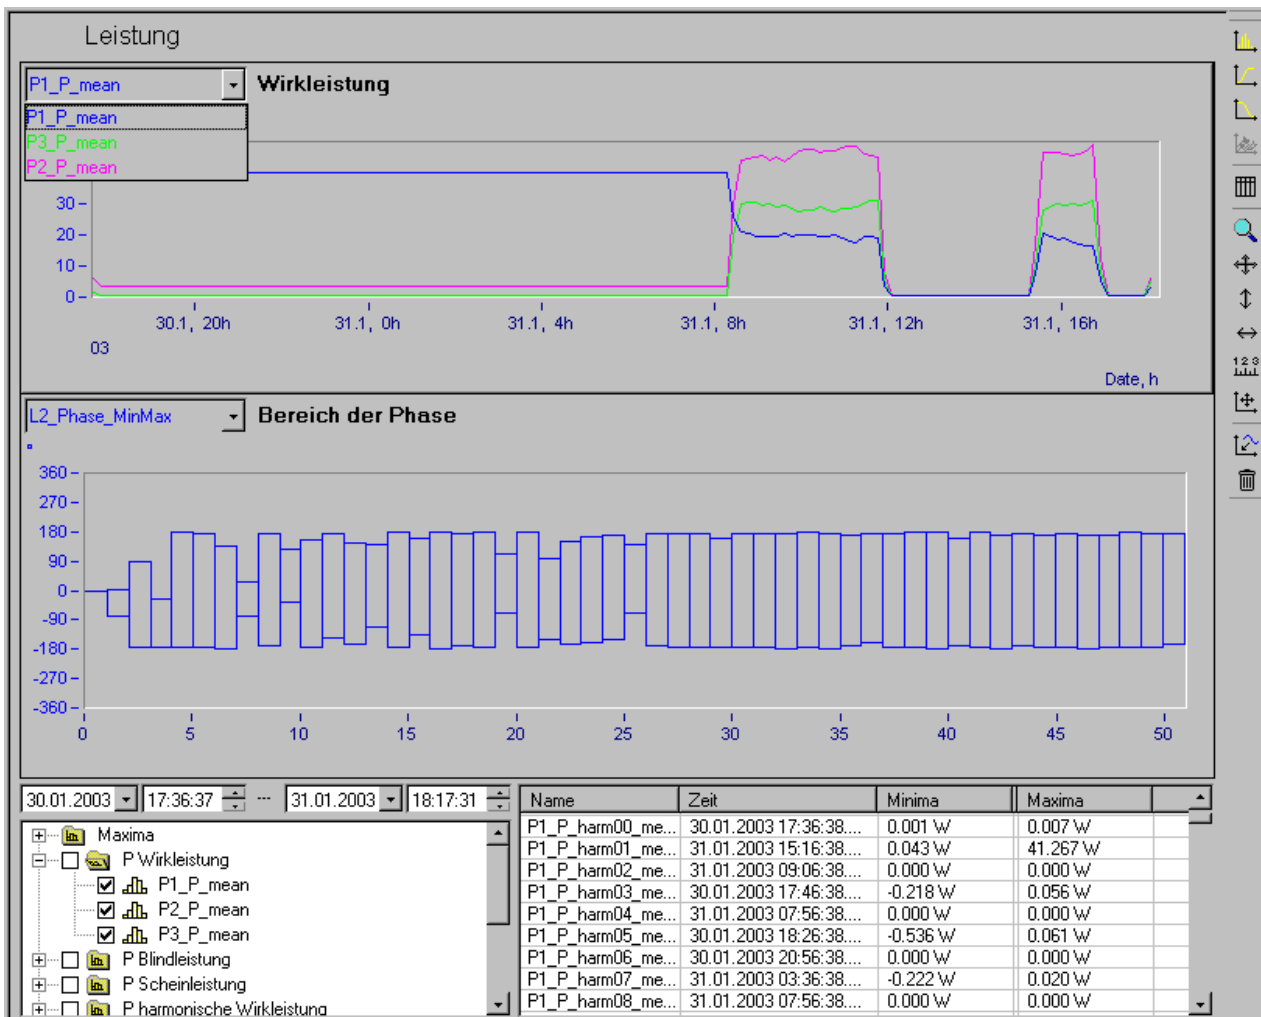 Leistung
P1_P_mean Wirkleistung
P1_P_mean
P3_P_mean
P2_P_mean
30
20
10
0
30.1, 20h 31.1, 0h 31.1, 4h 31.1, 8h 31.1, 12h 31.1, 16h
03
Date, h
L2_Phase_MinMax Bereich der Phase
°
360
270
180
90
0
-90
-180
-270
-360
0 5 10 15 20 25 30 35 40 45 50
30.01.2003 17:36:37 --- 31.01.2003 18:17:31
Maxima
P Wirkleistung
P1_P_mean
P2_P_mean
P3_P_mean
P Blindleistung
P Scheinleistung
P harmonische Wirkleistung
Name Zeit Minima Maxima
P1_P_harm00_me... 30.01.2003 17:36:38.... 0.001 W 0.007 W
P1_P_harm01_me... 31.01.2003 15:16:38.... 0.043 W 41.267 W
P1_P_harm02_me... 31.01.2003 09:06:38.... 0.000 W 0.000 W
P1_P_harm03_me... 30.01.2003 17:46:38.... -0.218 W 0.056 W
P1_P_harm04_me... 31.01.2003 07:56:38.... 0.000 W 0.000 W
P1_P_harm05_me... 30.01.2003 18:26:38.... -0.536 W 0.061 W
P1_P_harm06_me... 30.01.2003 20:56:38.... 0.000 W 0.000 W
P1_P_harm07_me... 31.01.2003 03:36:38.... -0.222 W 0.020 W
P1_P_harm08_me... 31.01.2003 07:56:38.... 0.000 W 0.000 W
1 2 3